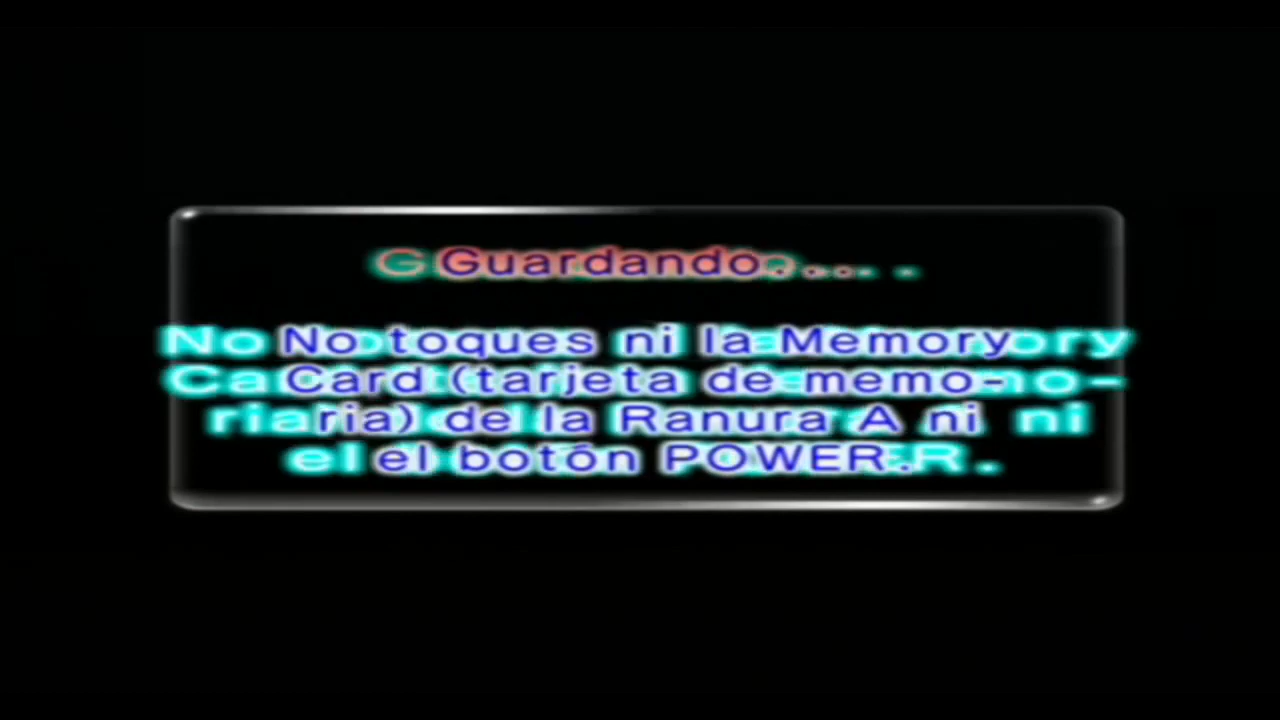 Guardando....
No toques ni la Memory
Card (tarjeta de memo-
ria) de la Ranura A ni
el botón POWER.